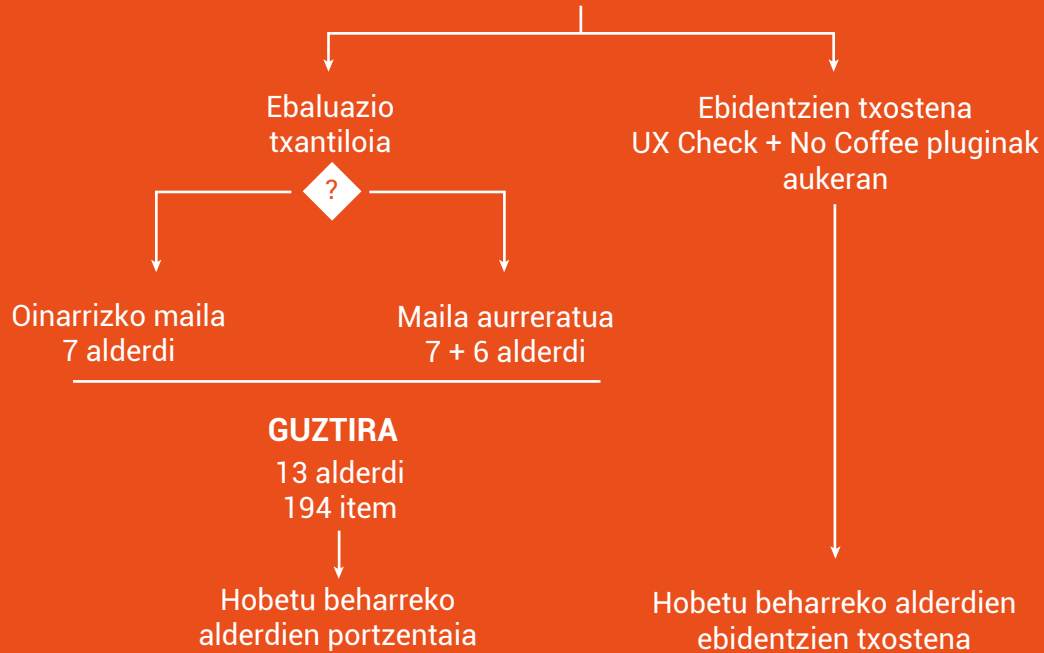 Ebaluazio
txantiloia
?
Oinarrizko maila
7 alderdi
Maila aurreratua
7 + 6 alderdi
GUZTIRA
13 alderdi
194 item
Hobetu beharreko
alderdien portzentaia
Ebidentzien txostena
UX Check + No Coffee pluginak
aukeran
Hobetu beharreko alderdien
ebidentzien txostena